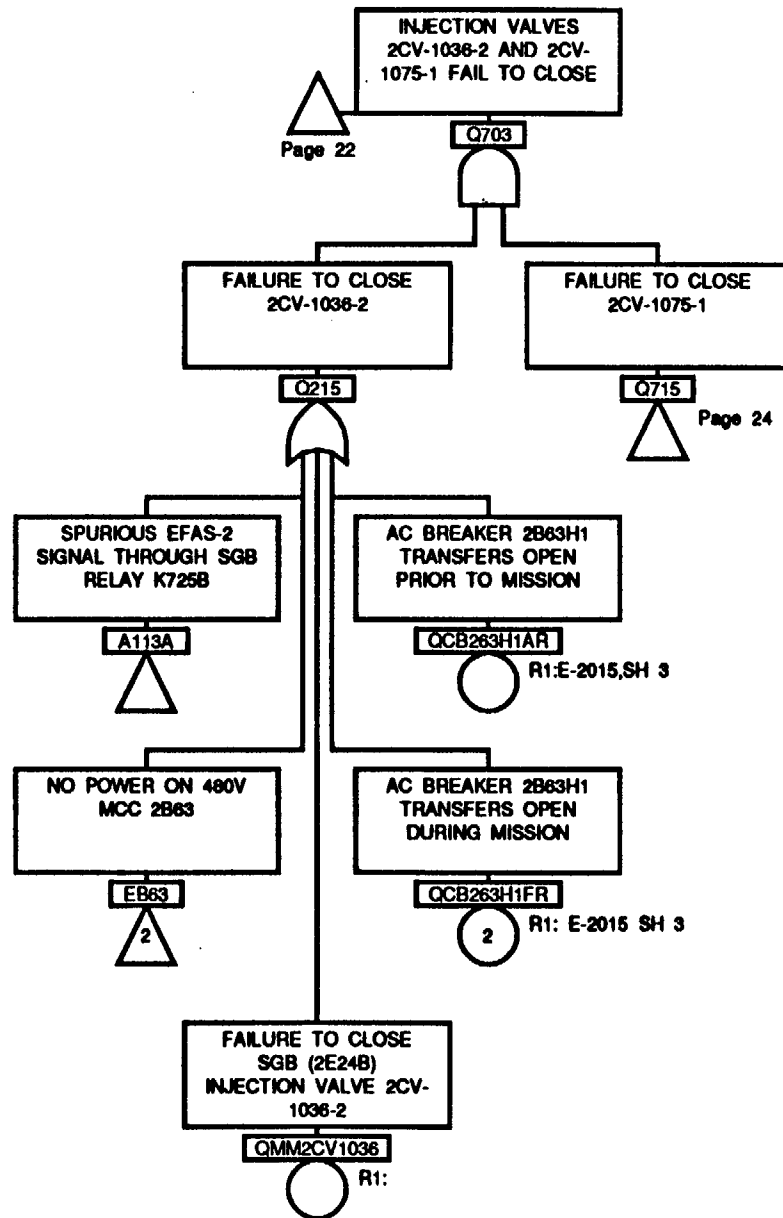 INJECTION VALVES
2CV-1036-2 AND 2CV-
1075-1 FAIL TO CLOSE
Page 22
Q703
FAILURE TO CLOSE
2CV-1036-2
Q215
FAILURE TO CLOSE
2CV-1075-1
Q715
Page 24
SPURIOUS EFAS-2
SIGNAL THROUGH SGB
RELAY K725B
A113A
AC BREAKER 2B63H1
TRANSFERS OPEN
PRIOR TO MISSION
QCB263H1AR
R1:E-2015,SH 3
NO POWER ON 480V
MCC 2B63
EB63
2
AC BREAKER 2B63H1
TRANSFERS OPEN
DURING MISSION
QCB263H1FR
2
R1: E-2015 SH 3
FAILURE TO CLOSE
SGB (2E24B)
INJECTION VALVE 2CV-
1036-2
QMM2CV1036
R1: